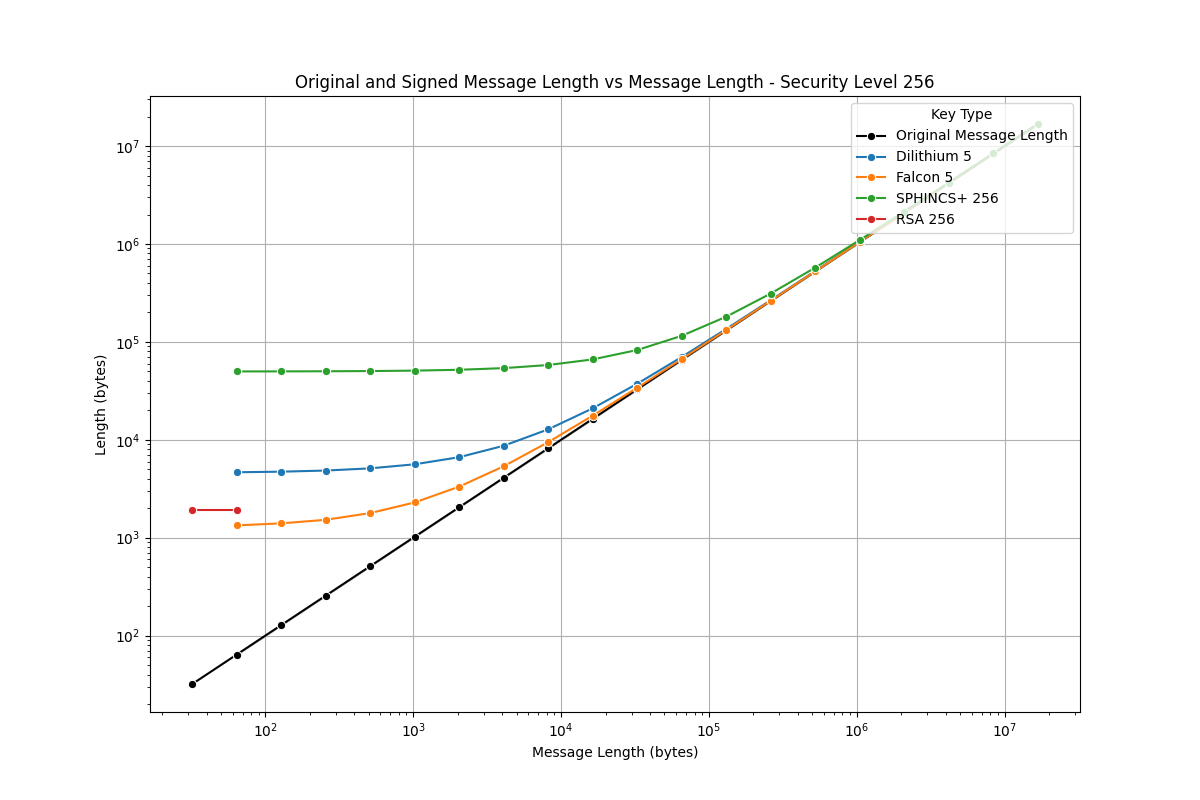 Original and Signed Message Length vs Message Length - Security Level 256
Key Type
Original Message Length
Dilithium 5
Falcon 5
SPHINCS+ 256
RSA 256
Length (bytes)
10^7
10^6
10^5
10^4
10^3
10^2
10^2 10^3 10^4 10^5 10^6 10^7
Message Length (bytes)